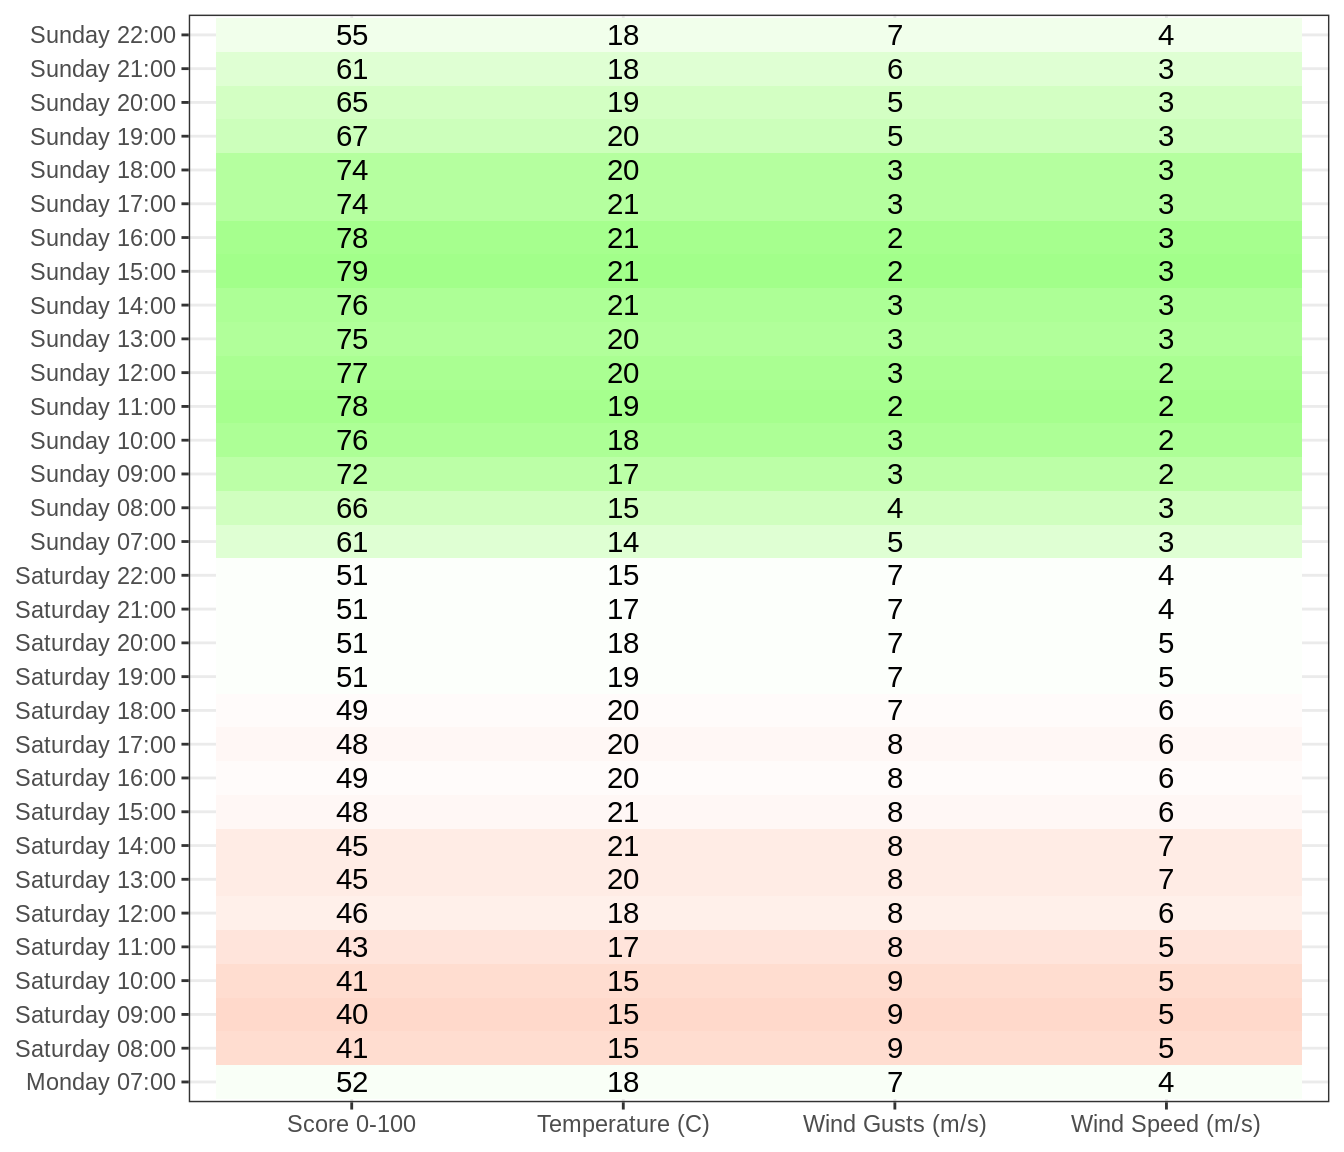 Sunday 22:00 55 18 7 4
Sunday 21:00 61 18 6 3
Sunday 20:00 65 19 5 3
Sunday 19:00 67 20 5 3
Sunday 18:00 74 20 3 3
Sunday 17:00 74 21 3 3
Sunday 16:00 78 21 2 3
Sunday 15:00 79 21 2 3
Sunday 14:00 76 21 3 3
Sunday 13:00 75 20 3 3
Sunday 12:00 77 20 3 2
Sunday 11:00 78 19 2 2
Sunday 10:00 76 18 3 2
Sunday 09:00 72 17 3 2
Sunday 08:00 66 15 4 3
Sunday 07:00 61 14 5 3
Saturday 22:00 51 15 7 4
Saturday 21:00 51 17 7 4
Saturday 20:00 51 18 7 5
Saturday 19:00 51 19 7 5
Saturday 18:00 49 20 7 6
Saturday 17:00 48 20 8 6
Saturday 16:00 49 20 8 6
Saturday 15:00 48 21 8 6
Saturday 14:00 45 21 8 7
Saturday 13:00 45 20 8 7
Saturday 12:00 46 18 8 6
Saturday 11:00 43 17 8 5
Saturday 10:00 41 15 9 5
Saturday 09:00 40 15 9 5
Saturday 08:00 41 15 9 5
Monday 07:00 52 18 7 4
Score 0-100 Temperature (C) Wind Gusts (m/s) Wind Speed (m/s)